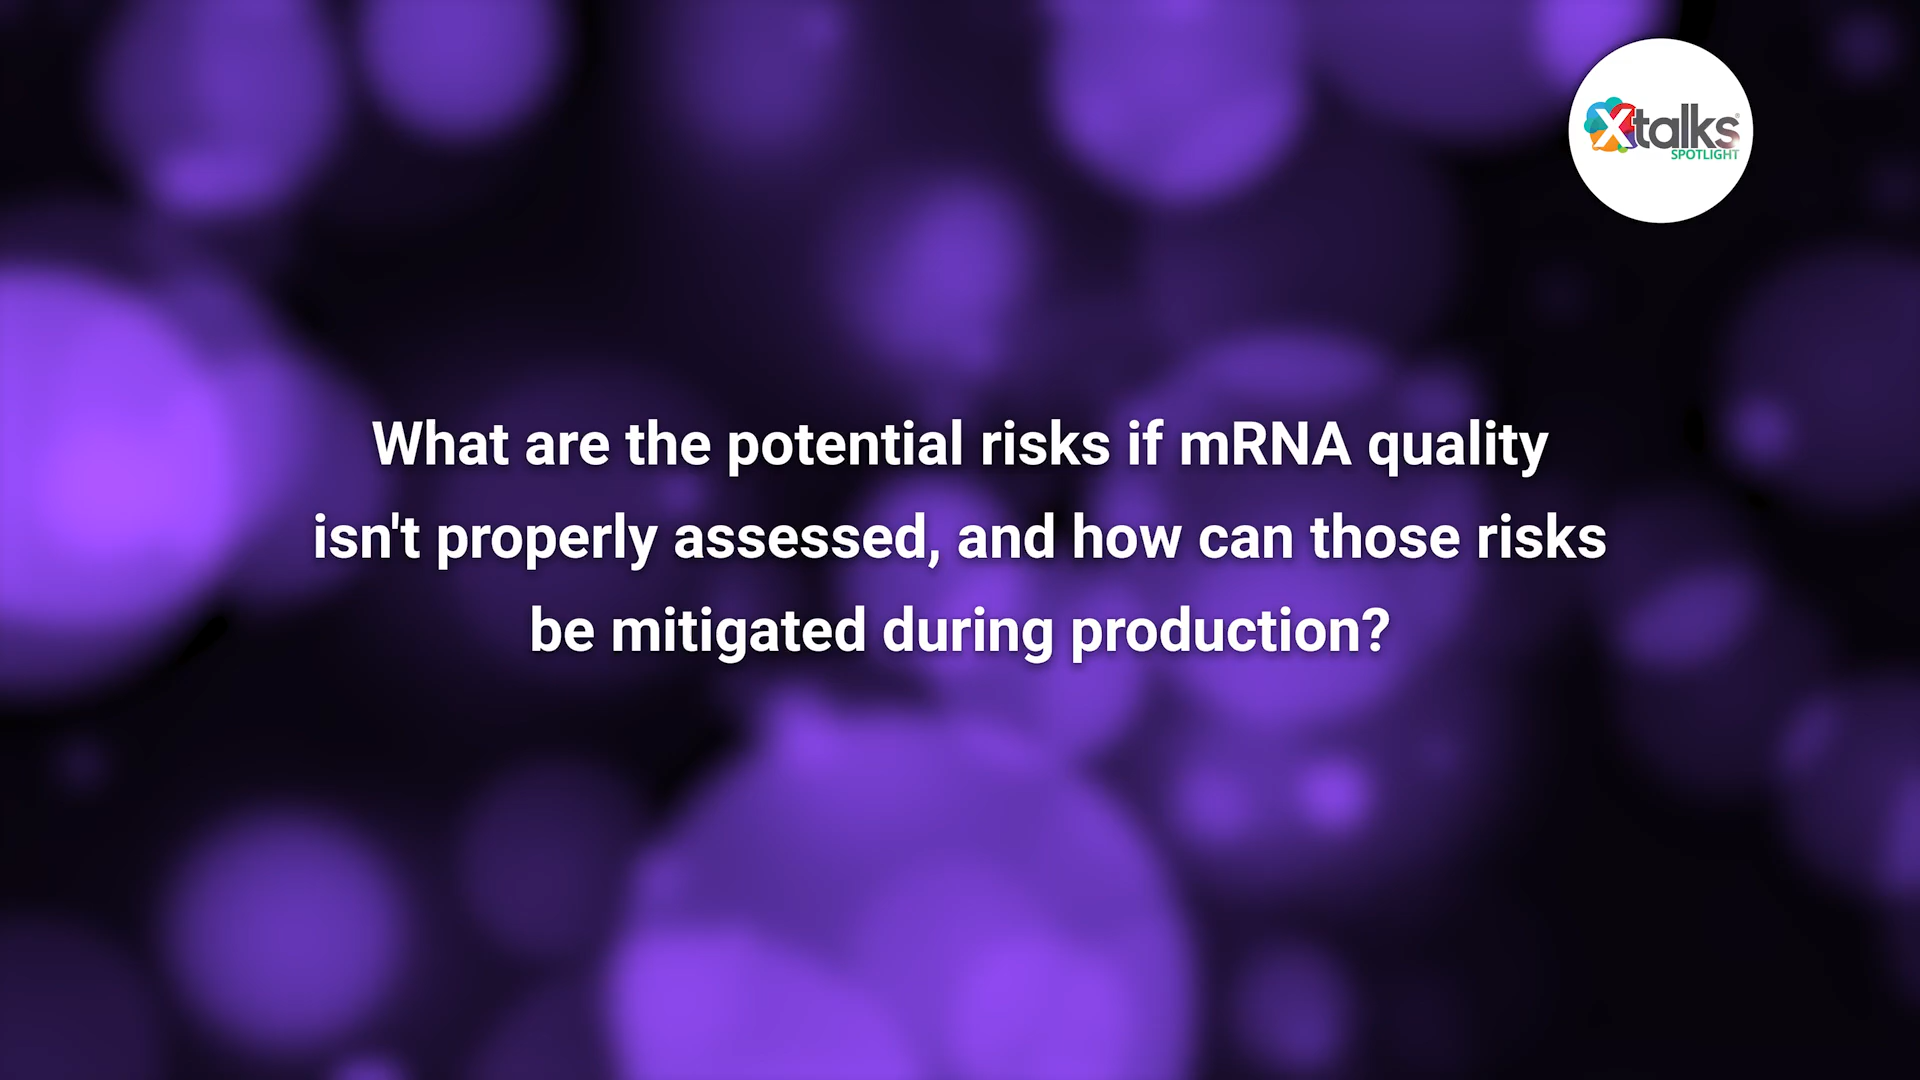 Xtalks
SPOTLIGHT
What are the potential risks if mRNA quality
isn't properly assessed, and how can those risks
be mitigated during production?